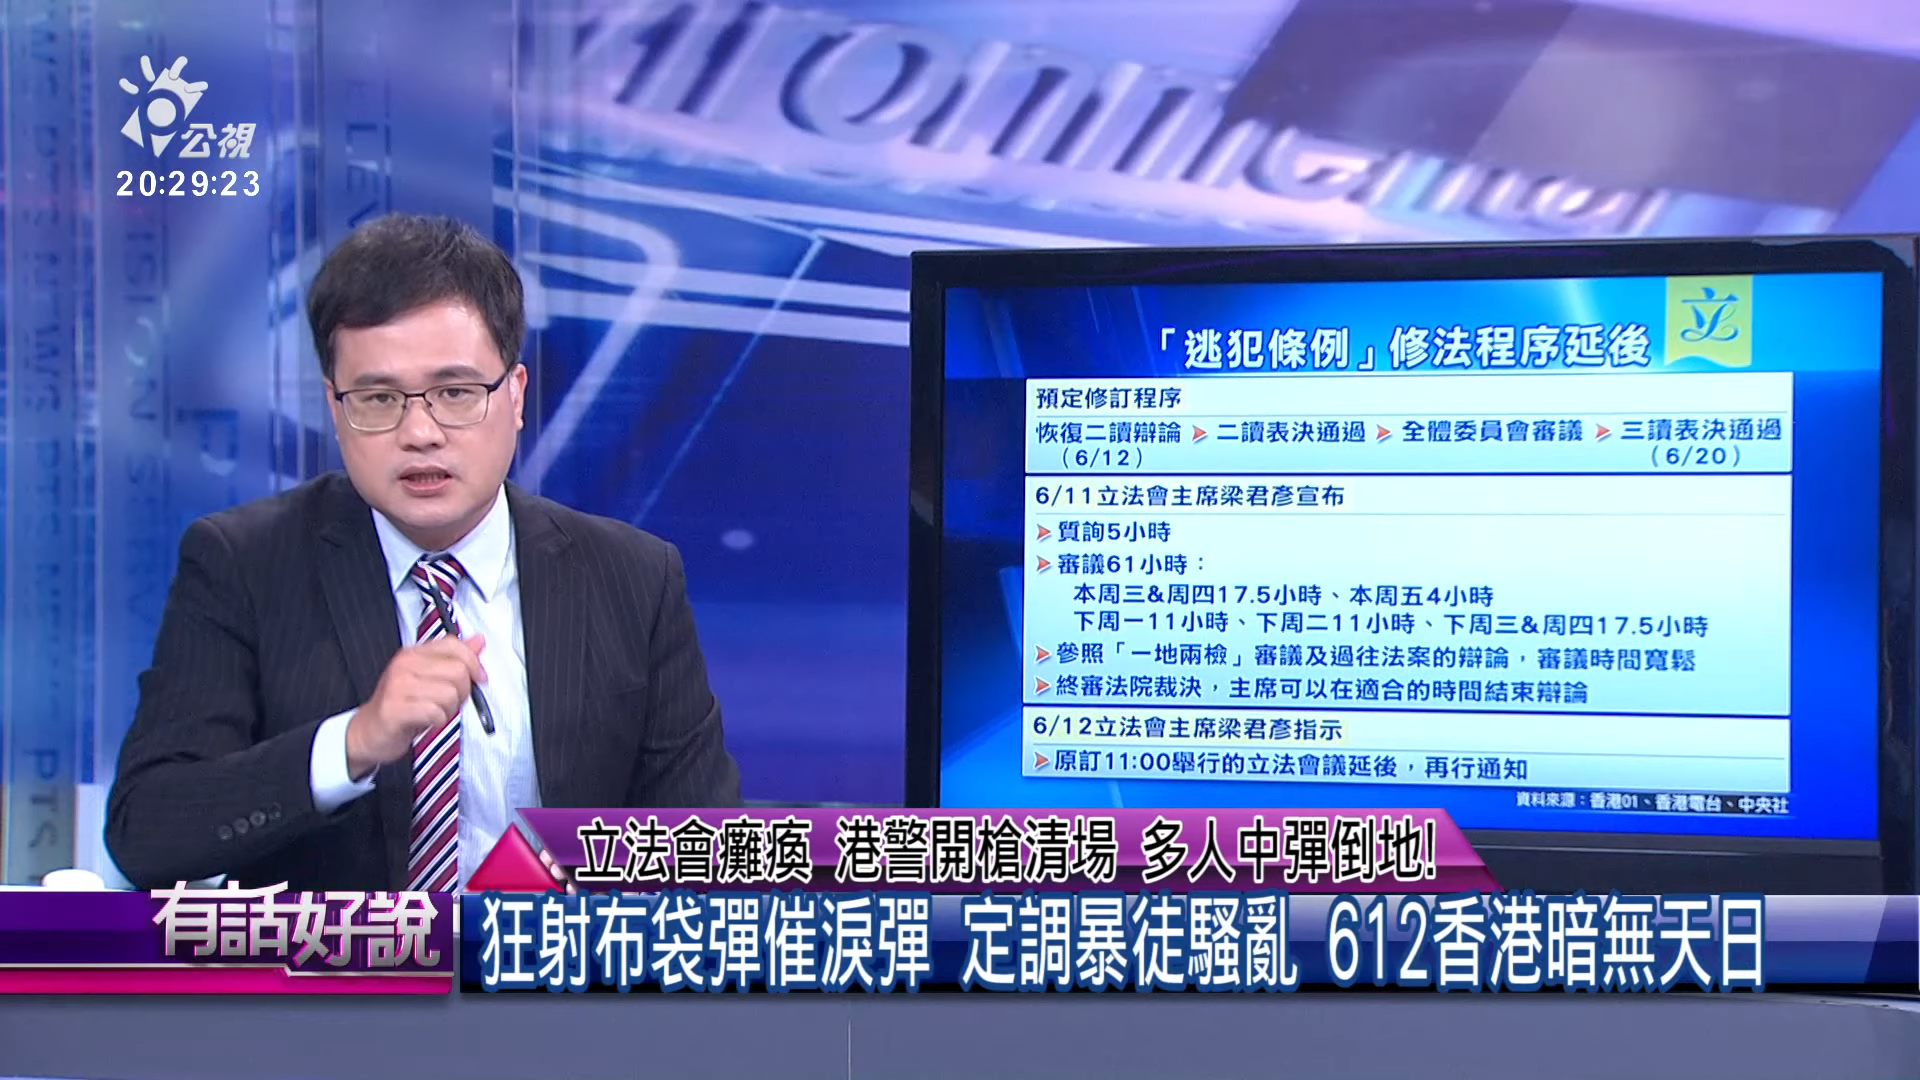 公視
20:29:23
「逃犯條例」修法程序延後
立
預定修訂程序
恢復二讀辯論 二讀表決通過 全體委員會審議 三讀表決通過
(6/12) (6/20)
6/11立法會主席梁君彥宣布
質詢5小時
審議61小時：
本周三&周四17.5小時、本周五4小時
下周一11小時、下周二11小時、下周三&周四17.5小時
參照「一地兩檢」審議及過往法案的辯論，審議時間寬鬆
終審法院裁決，主席可以在適合的時間結束辯論
6/12立法會主席梁君彥指示
原訂11:00舉行的立法會議延後，再行通知
資料來源：香港01、香港電台、中央社
立法會癱瘓 港警開槍清場 多人中彈倒地!
有話好說
狂射布袋彈催淚彈 定調暴徒騷亂 612香港暗無天日